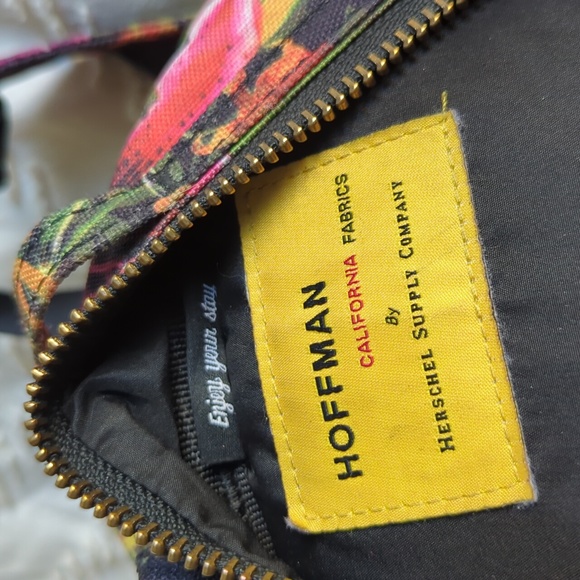 HOFFMAN
CALIFORNIA FABRICS
By
HERSCHEL SUPPLY COMPANY
Enjoy your stay